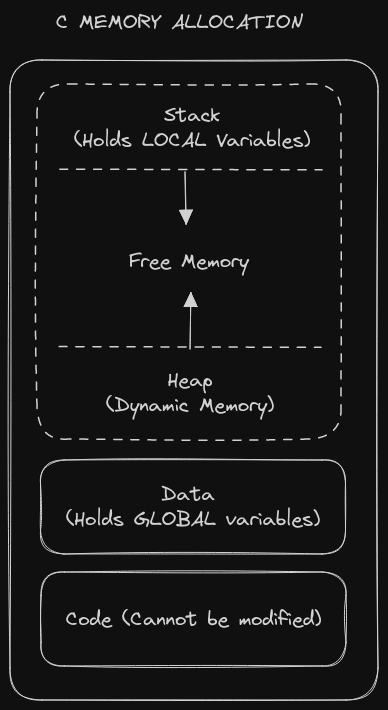 C MEMORY ALLOCATION
Stack
(Holds LOCAL Variables)
Free Memory
Heap
(Dynamic Memory)
Data
(Holds GLOBAL variables)
Code (Cannot be modified)